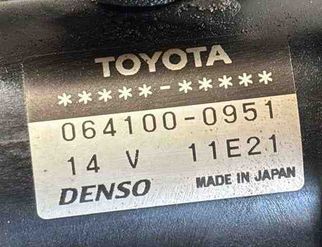 TOYOTA
*****-*****
064100-0951
14 V 11E21
DENSO MADE IN JAPAN